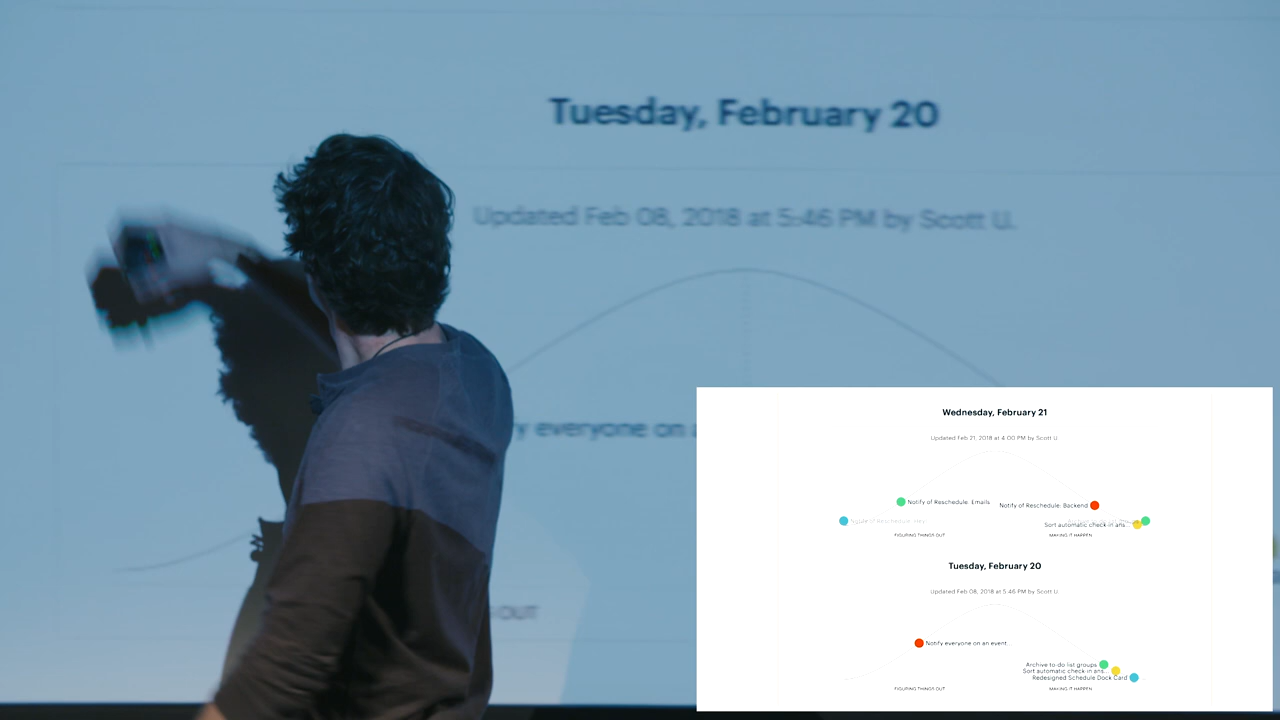 Tuesday, February 20
Updated Feb 08, 2018 at 5:46 PM by Scott U.
y everyone on a
OUT
Wednesday, February 21
Updated Feb 21, 2018 at 4:00 PM by Scott U.
Notify of Reschedule: Emails
Notify of Reschedule: Backend
of Reschedule:
Sort automatic check-in ans...
FIGURING THINGS OUT
MAKING IT HAPPEN
Tuesday, February 20
Updated Feb 08, 2018 at 5:46 PM by Scott U.
Notify everyone on an event...
Archive to do list groups
Sort automatic check-in ans...
Redesigned Schedule Dock Card
FIGURING THINGS OUT
MAKING IT HAPPEN